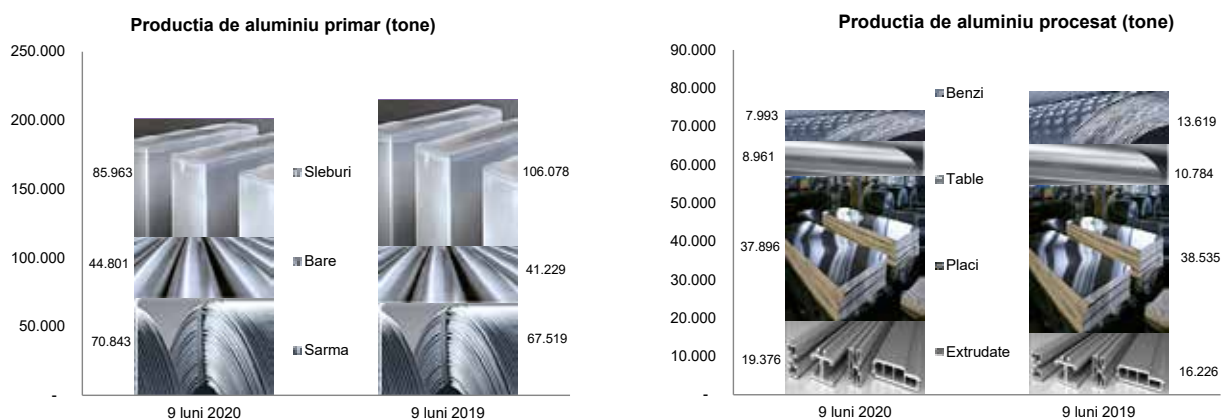 Productia de aluminiu primar (tone)
250.000
200.000
150.000
100.000
50.000
-
85.963
44.801
70.843
Sleburi
Bare
Sarma
106.078
41.229
67.519
9 luni 2020
9 luni 2019
Productia de aluminiu procesat (tone)
90.000
80.000
70.000
60.000
50.000
40.000
30.000
20.000
10.000
-
7.993
8.961
37.896
19.376
Benzi
Table
Placi
Extrudate
13.619
10.784
38.535
16.226
9 luni 2020
9 luni 2019